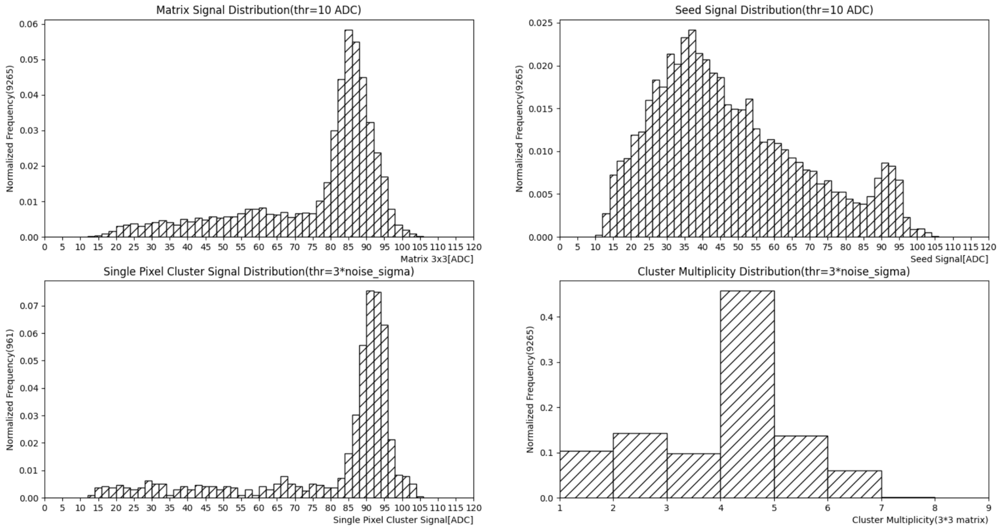 Matrix Signal Distribution(thr=10 ADC)
Normalized Frequency(9265)
0.06
0.05
0.04
0.03
0.02
0.01
0.00
0 5 10 15 20 25 30 35 40 45 50 55 60 65 70 75 80 85 90 95 100 105 110 115 120
Matrix 3x3[ADC]
Seed Signal Distribution(thr=10 ADC)
Normalized Frequency(9265)
0.025
0.020
0.015
0.010
0.005
0.000
0 5 10 15 20 25 30 35 40 45 50 55 60 65 70 75 80 85 90 95 100 105 110 115 120
Seed Signal[ADC]
Single Pixel Cluster Signal Distribution(thr=3*noise_sigma)
Normalized Frequency(961)
0.07
0.06
0.05
0.04
0.03
0.02
0.01
0.00
0 5 10 15 20 25 30 35 40 45 50 55 60 65 70 75 80 85 90 95 100 105 110 115 120
Single Pixel Cluster Signal[ADC]
Cluster Multiplicity Distribution(thr=3*noise_sigma)
Normalized Frequency(9265)
0.4
0.3
0.2
0.1
0.0
1 2 3 4 5 6 7 8 9
Cluster Multiplicity(3*3 matrix)